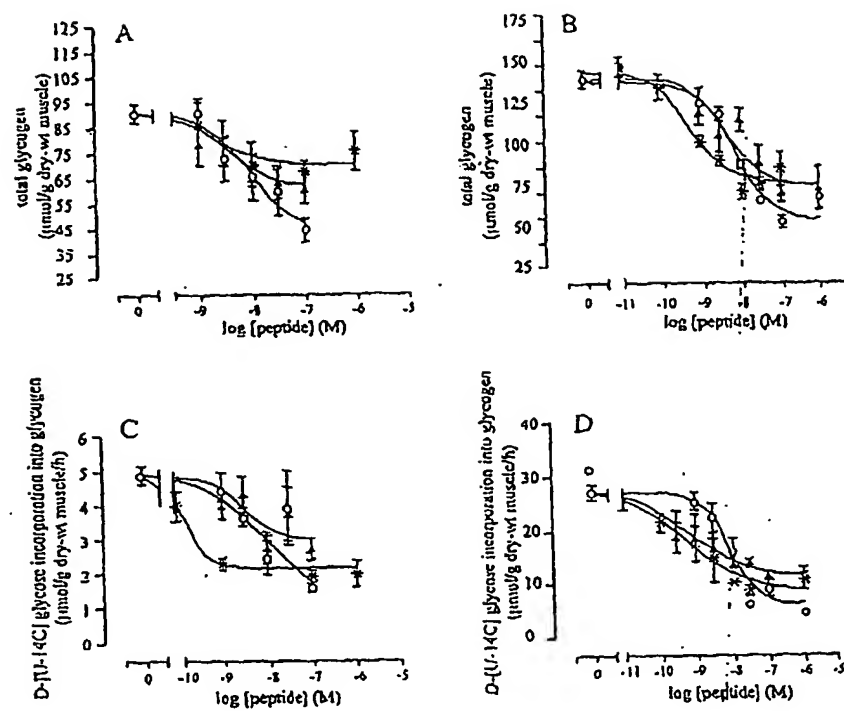 A
total glycogen
(µmol/g dry-wt muscle)
125
115
105
95
85
75
65
55
45
35
25
0 -9 -8 -7 -6 -5
log [peptide] (M)
B
total glycogen
(µmol/g dry-wt muscle)
175
150
125
100
75
50
25
0 -11 -10 -9 -8 -7 -6
log [peptide] (M)
C
D-[U-14C] glycose incorporation into glycogen
(µmol/g dry-wt muscle/h)
6
5
4
3
2
1
0
0 -10 -9 -8 -7 -6 -5
log [peptide] (M)
D
D-[U-14C] glycose incorporation into glycogen
(µmol/g dry-wt muscle/h)
40
30
20
10
0
0 -11 -10 -9 -8 -7 -6 -5
log [peptide] (M)